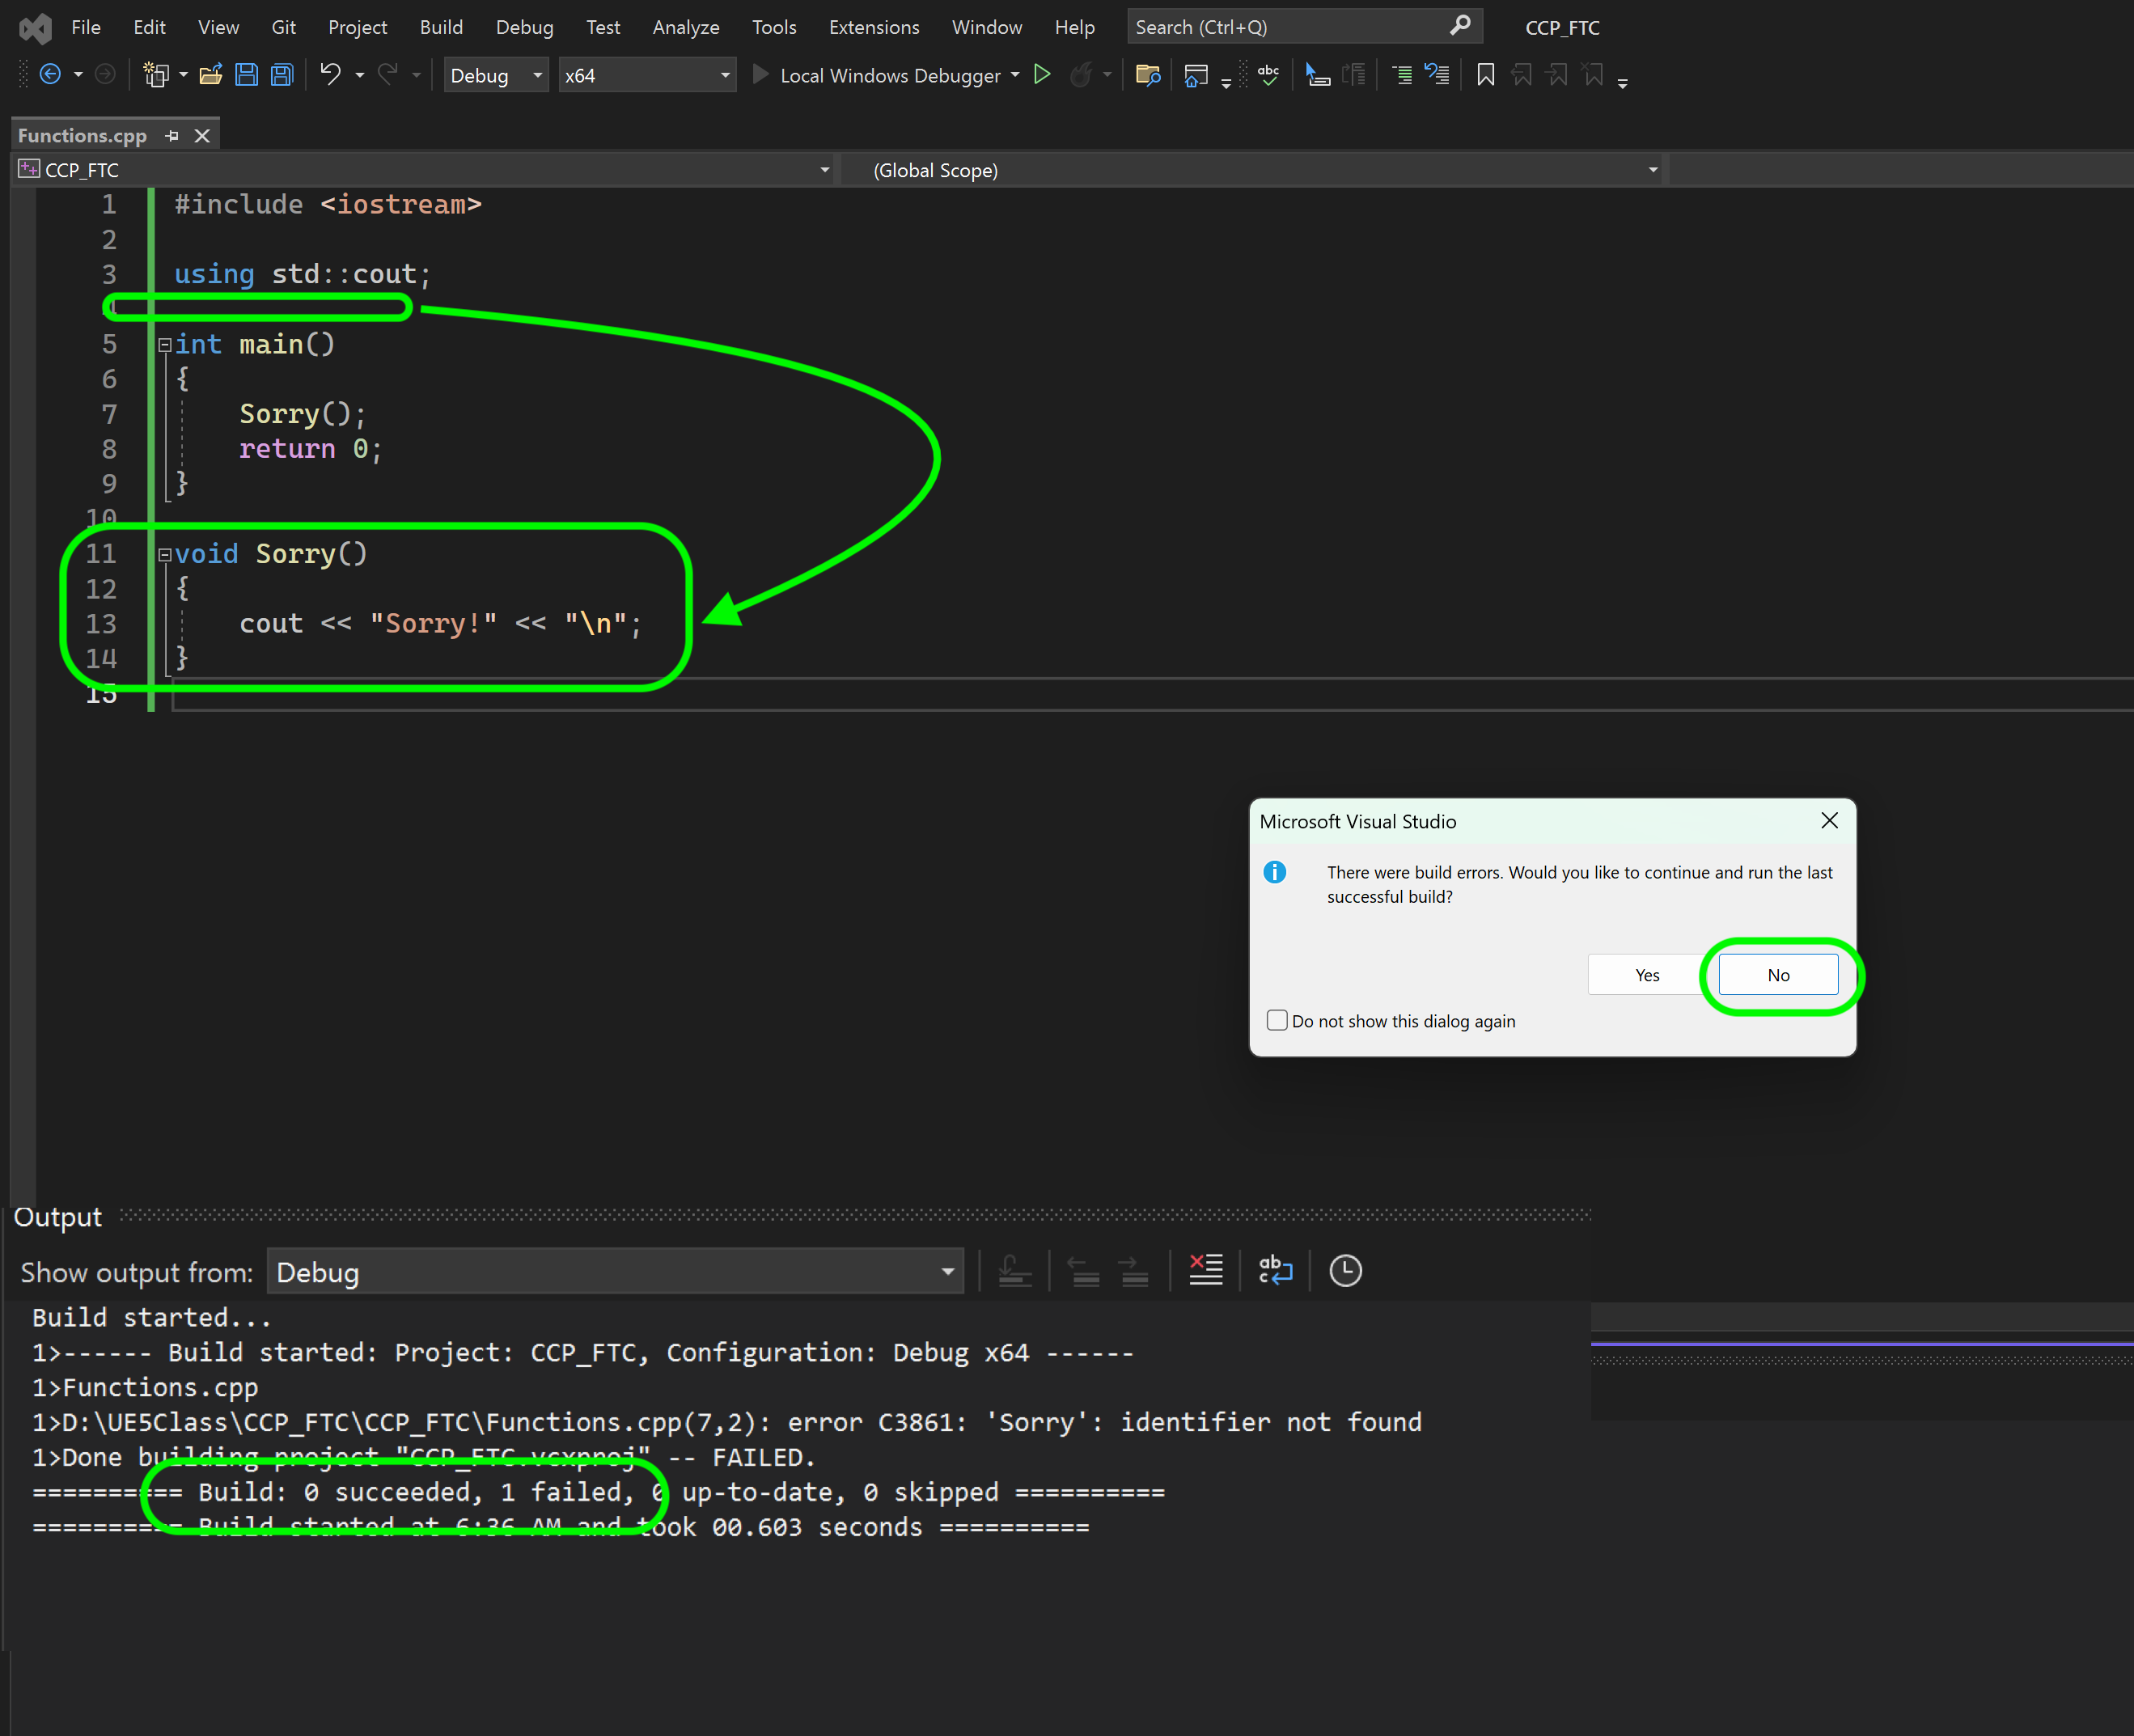 File Edit View Git Project Build Debug Test Tools Analyze Extensions Window Help Search (Ctrl+Q) CCP_FTC
Debug x64 Local Windows Debugger abc
Functions.cpp
CCP_FTC (Global Scope)
1 #include <iostream>
2
3 using std::cout;
5 int main()
6 {
7 Sorry();
8 return 0;
9 }
10
11 void Sorry()
12 {
13 cout << "Sorry!" << "\n";
14 }
15
Microsoft Visual Studio
There were build errors. Would you like to continue and run the last
successful build?
Yes No
Do not show this dialog again
Output
Show output from: Debug
ab
c
Build started...
1>------ Build started: Project: CCP_FTC, Configuration: Debug x64 ------
1>Functions.cpp
1>D:\UE5Class\CCP_FTC\CCP_FTC\Functions.cpp(7,2): error C3861: 'Sorry': identifier not found
1>Done building project "CCP_FTC.vcxproj" -- FAILED.
========== Build: 0 succeeded, 1 failed, 0 up-to-date, 0 skipped ==========
========== Build started at 6:36 AM and took 00.603 seconds ==========